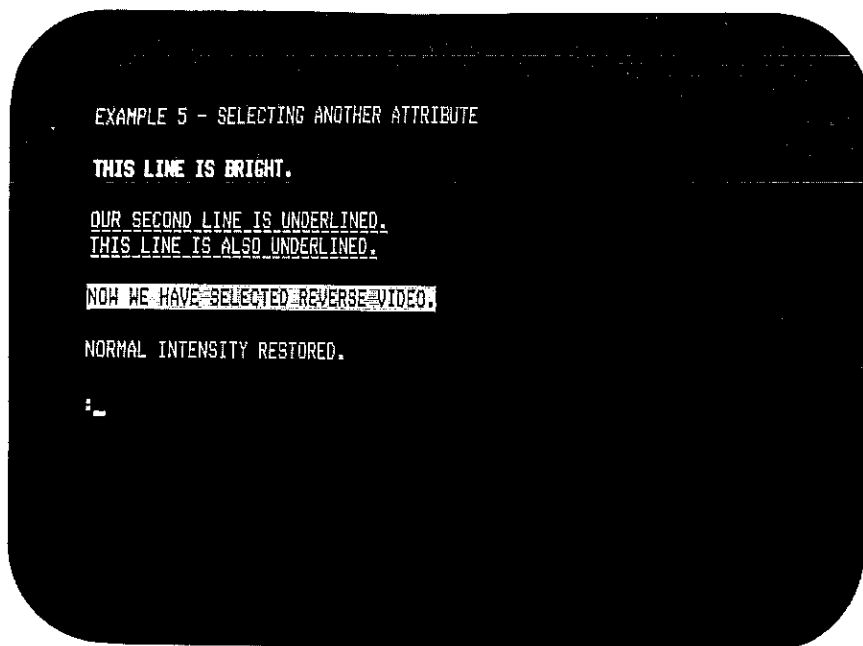 EXAMPLE 5 - SELECTING ANOTHER ATTRIBUTE
THIS LINE IS BRIGHT.
OUR SECOND LINE IS UNDERLINED.
THIS LINE IS ALSO UNDERLINED.
NOW WE HAVE SELECTED REVERSE VIDEO.
NORMAL INTENSITY RESTORED.
:_